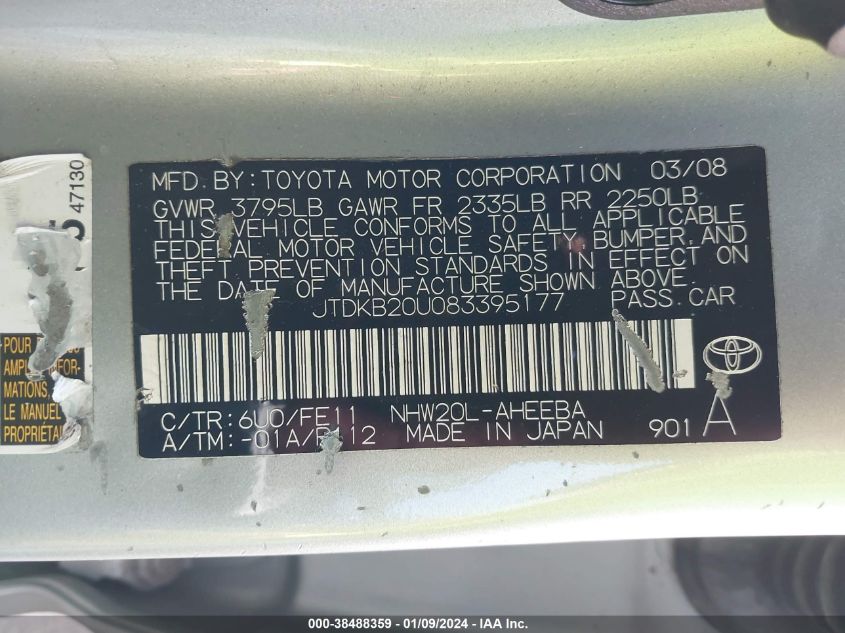 MFD. BY: TOYOTA MOTOR CORPORATION 03/08
GVWR 3795LB GAWR FR 2335LB RR 2250LB
THIS VEHICLE CONFORMS TO ALL APPLICABLE
FEDERAL MOTOR VEHICLE SAFETY, BUMPER, AND
THEFT PREVENTION STANDARDS IN EFFECT ON
THE DATE OF MANUFACTURE SHOWN ABOVE.
JTDKB20U083395177 PASS. CAR
C/TR: 6U0/FE11 NHW20L-AHEEBA
A/TM: -01A/P112 MADE IN JAPAN 901 A
47130
POUR
MATIONS
LE MANUEL
000-38488359 - 01/09/2024 - IAA Inc.